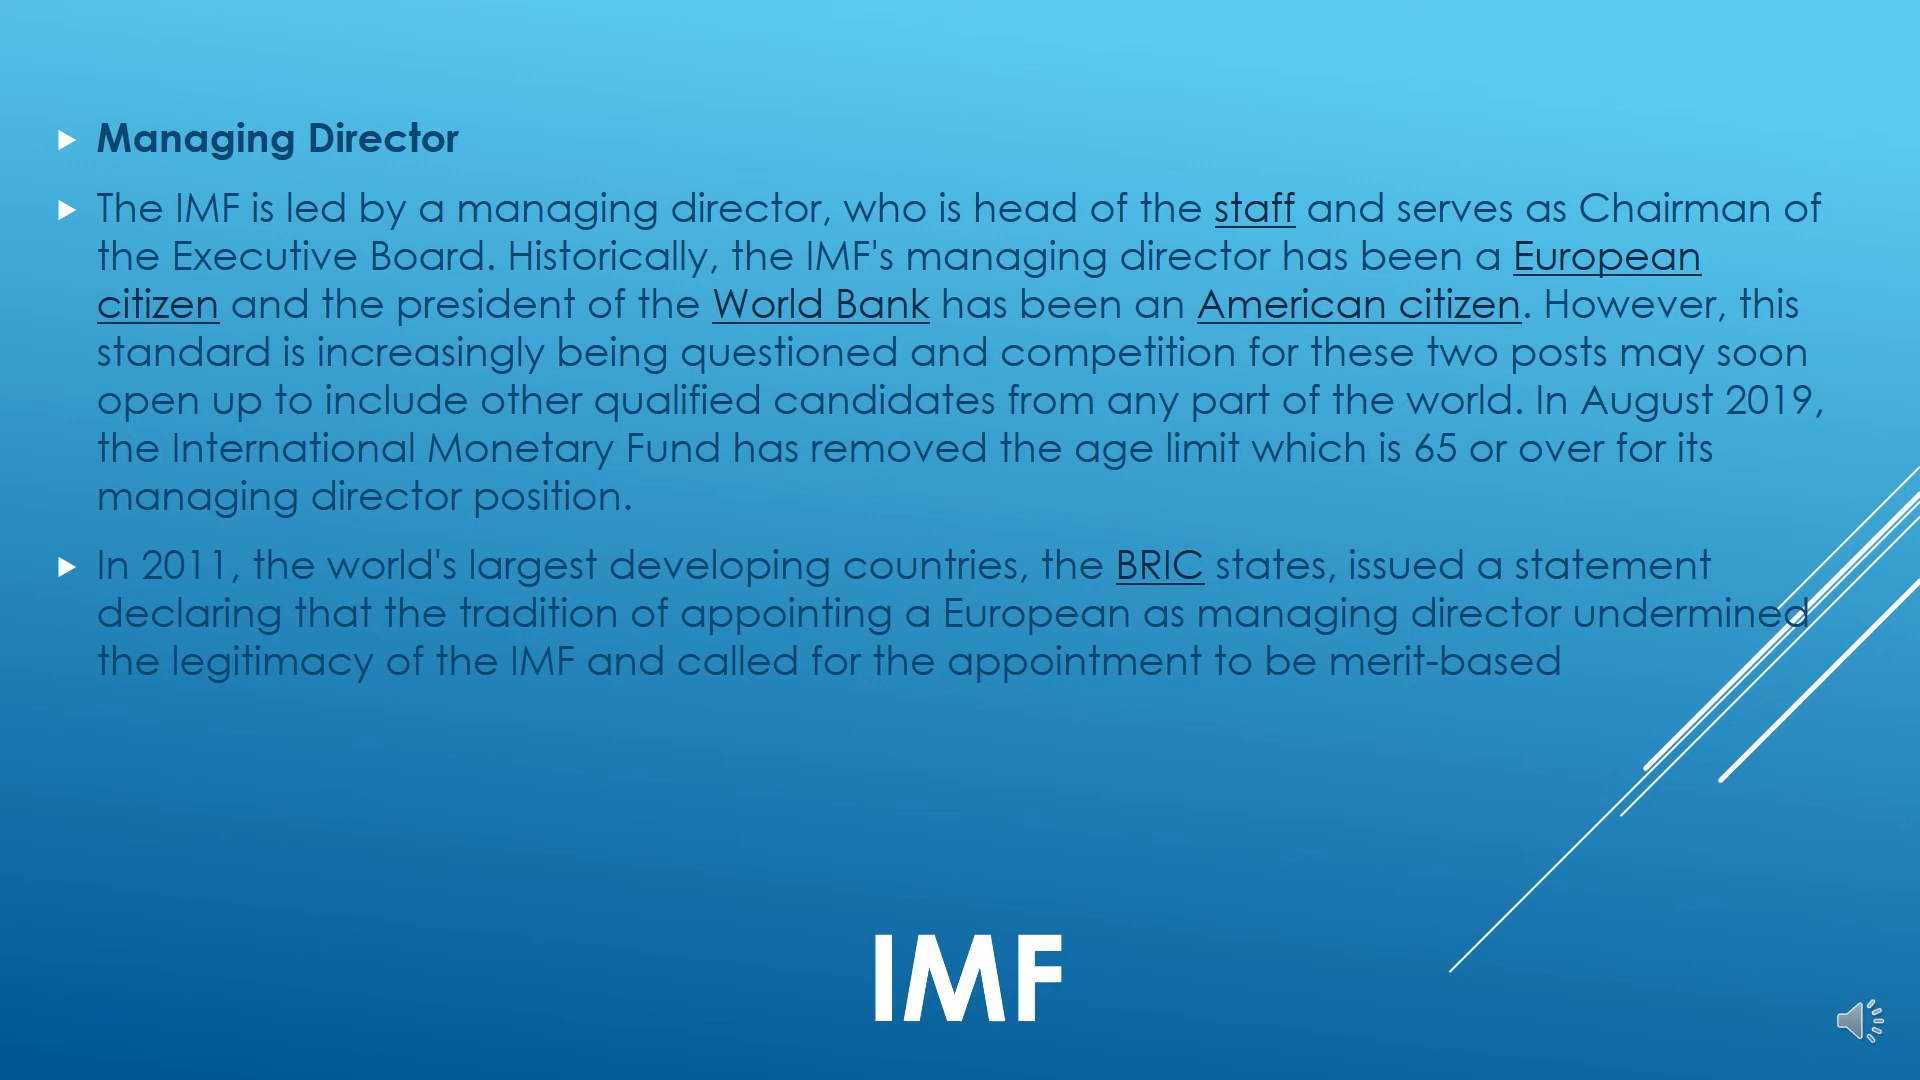 Managing Director
The IMF is led by a managing director, who is head of the staff and serves as Chairman of
the Executive Board. Historically, the IMF's managing director has been a European
citizen and the president of the World Bank has been an American citizen. However, this
standard is increasingly being questioned and competition for these two posts may soon
open up to include other qualified candidates from any part of the world. In August 2019,
the International Monetary Fund has removed the age limit which is 65 or over for its
managing director position.
In 2011, the world's largest developing countries, the BRIC states, issued a statement
declaring that the tradition of appointing a European as managing director undermined
the legitimacy of the IMF and called for the appointment to be merit-based
IMF